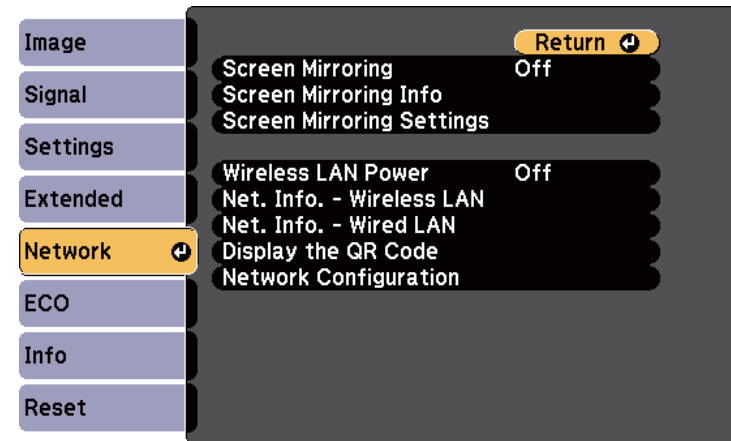 Image
Signal
Settings
Extended
Network
ECO
Info
Reset
Return
Screen Mirroring Off
Screen Mirroring Info
Screen Mirroring Settings
Wireless LAN Power Off
Net. Info. - Wireless LAN
Net. Info. - Wired LAN
Display the QR Code
Network Configuration